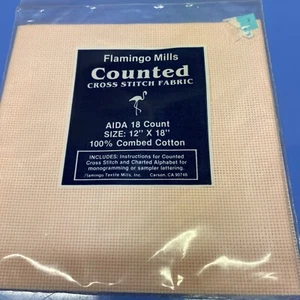 Flamingo Mills
Counted
CROSS STITCH FABRIC
AIDA 18 Count
SIZE: 12" X 18"
100% Combed Cotton
INCLUDES: Instructions for Counted
Cross Stitch and Charted Alphabet for
monogramming or sampler lettering.
Flamingo Textile Mills, Inc. Carson, CA 90746